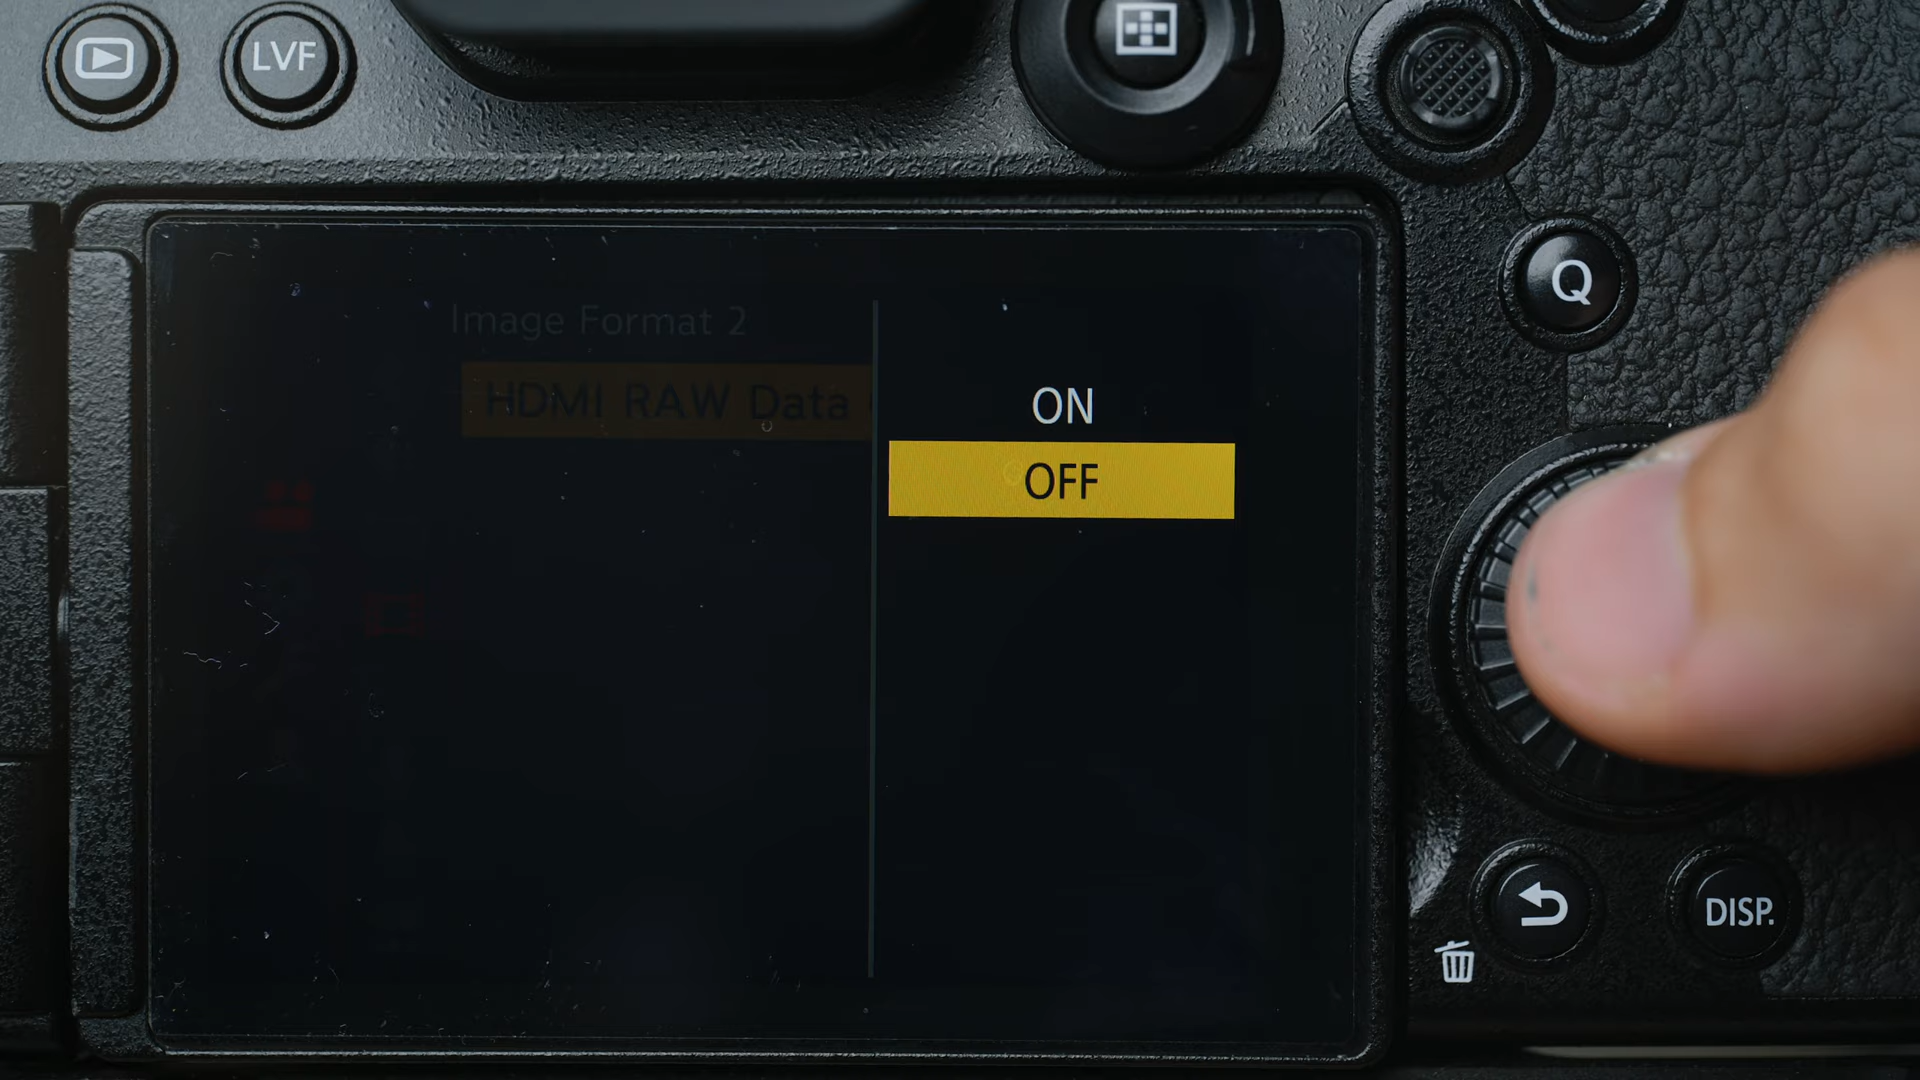 LVF
Q
Image Format 2
HDMI RAW Data
ON
OFF
DISP.